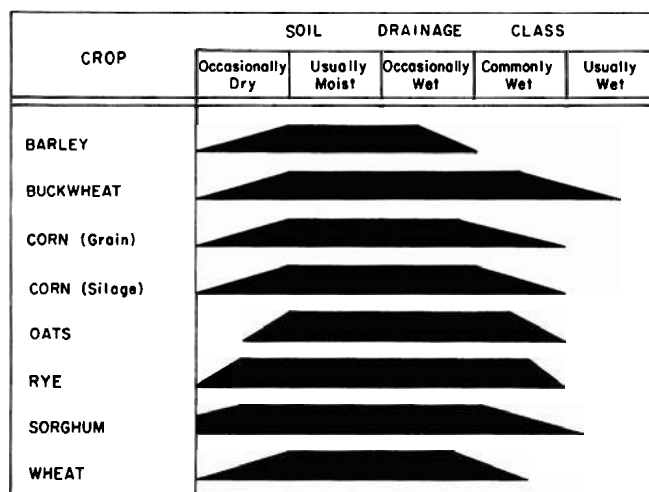 SOIL DRAINAGE CLASS
CROP
Occasionally Dry
Usually Moist
Occasionally Wet
Commonly Wet
Usually Wet
BARLEY
BUCKWHEAT
CORN (Grain)
CORN (Silage)
OATS
RYE
SORGHUM
WHEAT